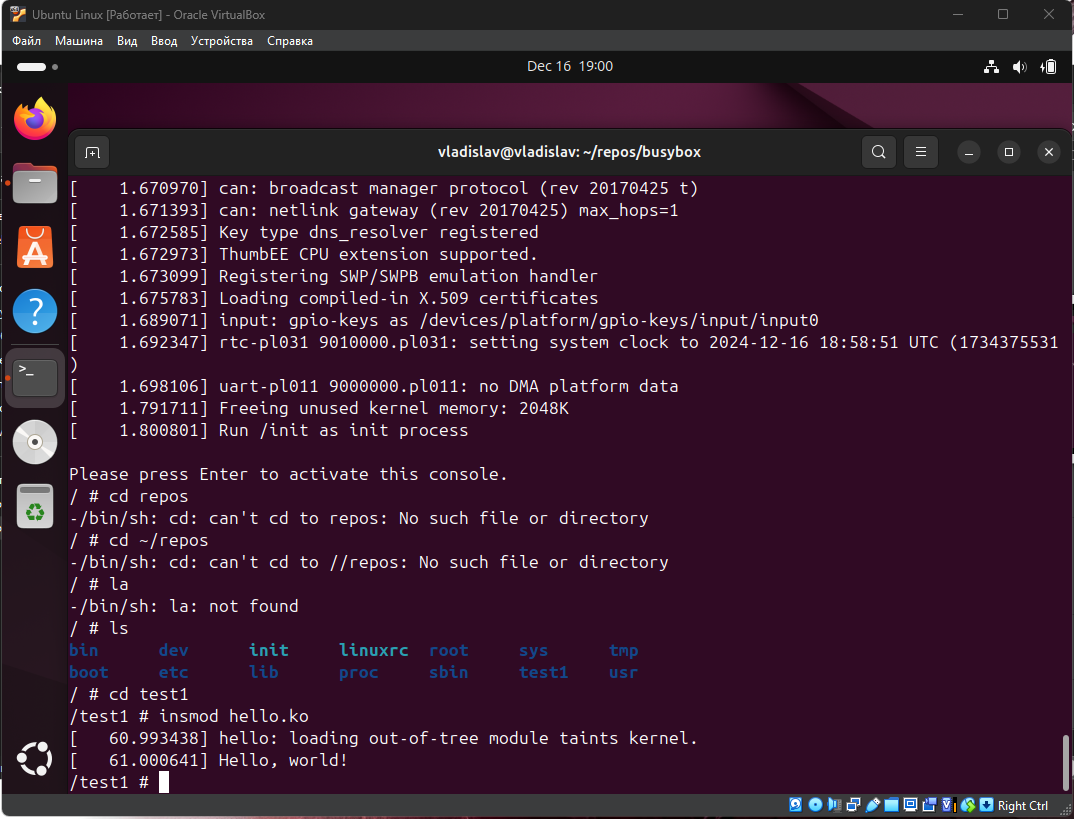 Ubuntu Linux [Работает] - Oracle VirtualBox
Файл Машина Вид Ввод Устройства Справка
Dec 16 19:00
vladislav@vladislav: ~/repos/busybox
[    1.670970] can: broadcast manager protocol (rev 20170425 t)
[    1.671393] can: netlink gateway (rev 20170425) max_hops=1
[    1.672585] Key type dns_resolver registered
[    1.672973] ThumbEE CPU extension supported.
[    1.673099] Registering SWP/SWPB emulation handler
[    1.675783] Loading compiled-in X.509 certificates
[    1.689071] input: gpio-keys as /devices/platform/gpio-keys/input/input0
[    1.692347] rtc-pl031 9010000.pl031: setting system clock to 2024-12-16 18:58:51 UTC (1734375531
)
[    1.698106] uart-pl011 9000000.pl011: no DMA platform data
[    1.791711] Freeing unused kernel memory: 2048K
[    1.800801] Run /init as init process
Please press Enter to activate this console.
/ # cd repos
-/bin/sh: cd: can't cd to repos: No such file or directory
/ # cd ~/repos
-/bin/sh: cd: can't cd to //repos: No such file or directory
/ # la
-/bin/sh: la: not found
/ # ls
bin      dev      init     linuxrc  root     sys      tmp
boot     etc      lib      proc     sbin     test1    usr
/ # cd test1
/test1 # insmod hello.ko
[   60.993438] hello: loading out-of-tree module taints kernel.
[   61.000641] Hello, world!
/test1 #
Right Ctrl